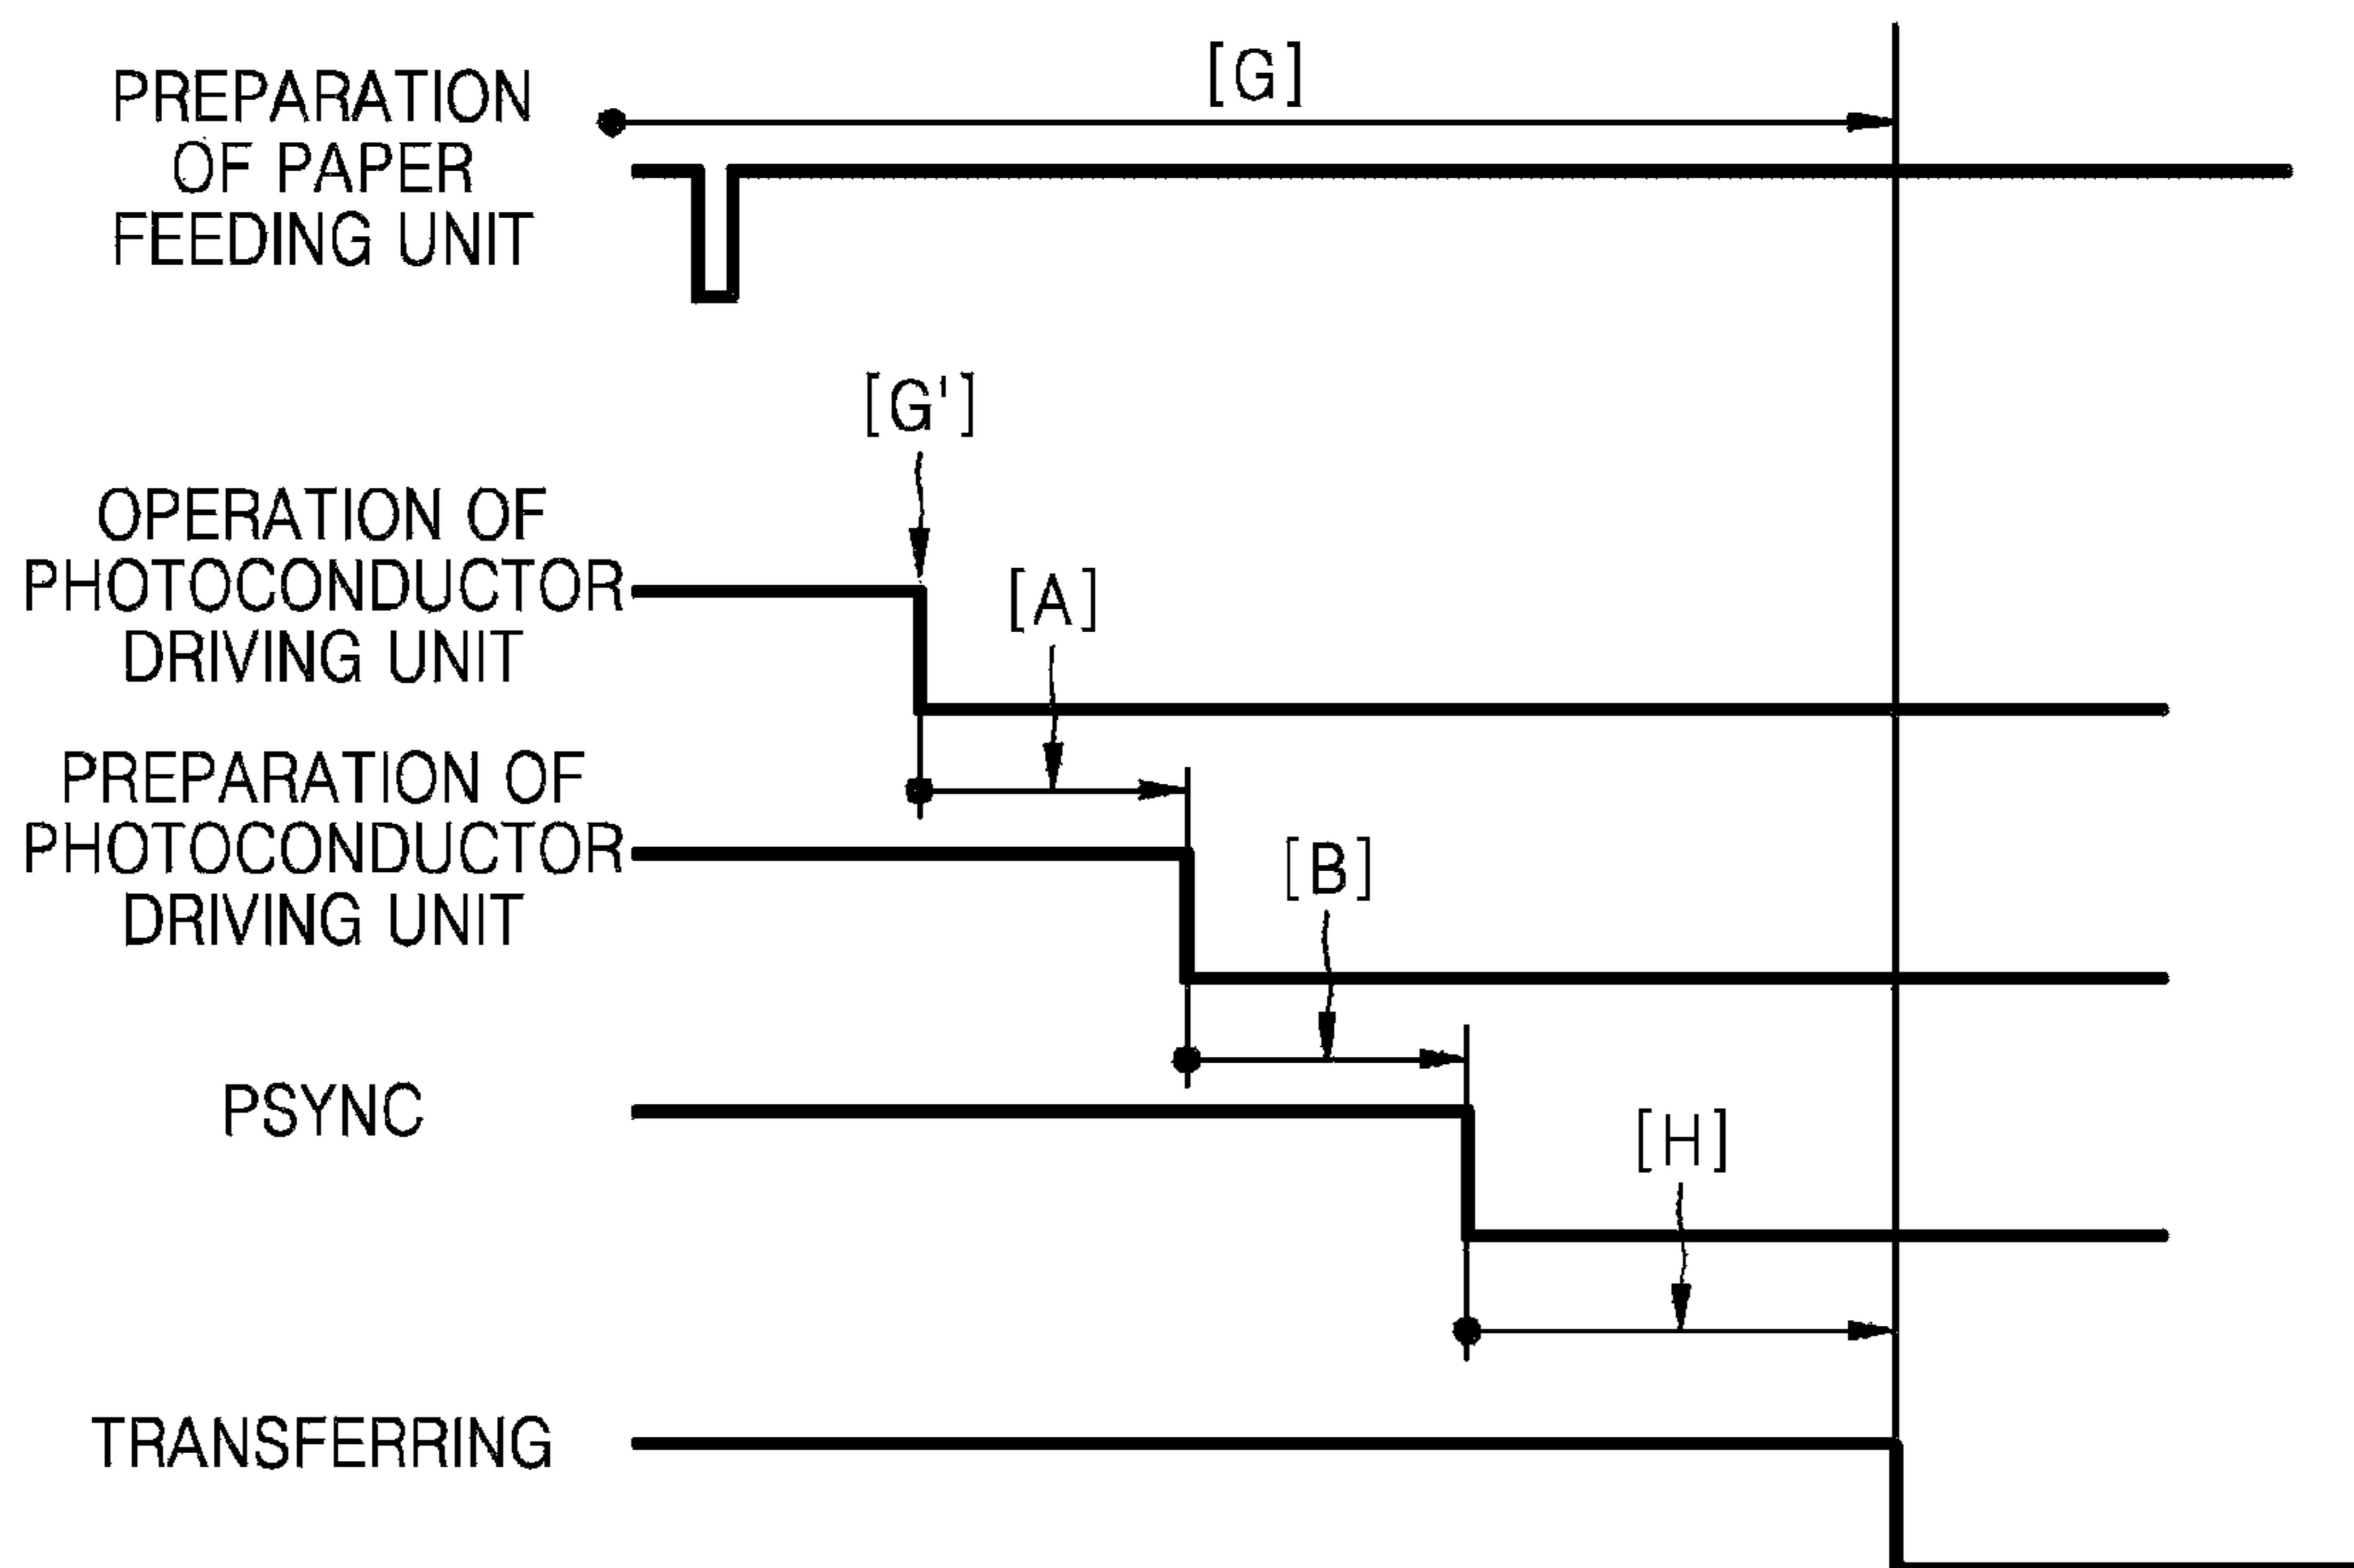 [G]
PREPARATION
OF PAPER
FEEDING UNIT
[G']
OPERATION OF
PHOTOCONDUCTOR
DRIVING UNIT
[A]
PREPARATION OF
PHOTOCONDUCTOR
DRIVING UNIT
[B]
PSYNC
[H]
TRANSFERRING